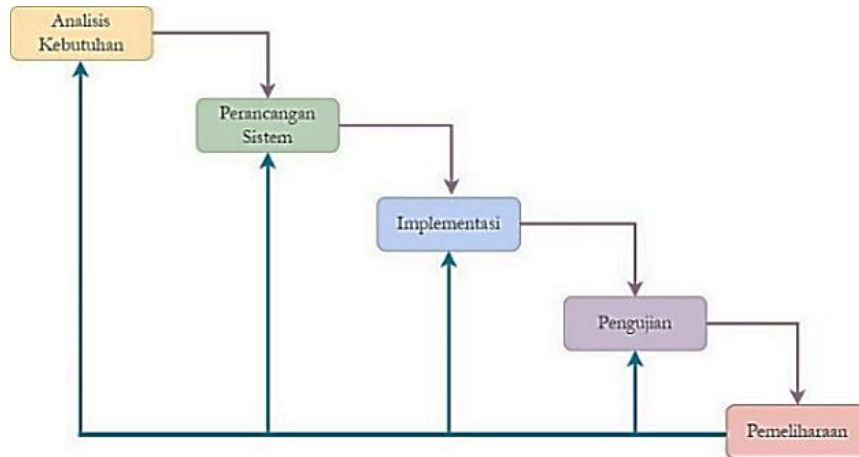 Analisis
Kebutuhan
Perancangan
Sistem
Implementasi
Pengujian
Pemeliharaan